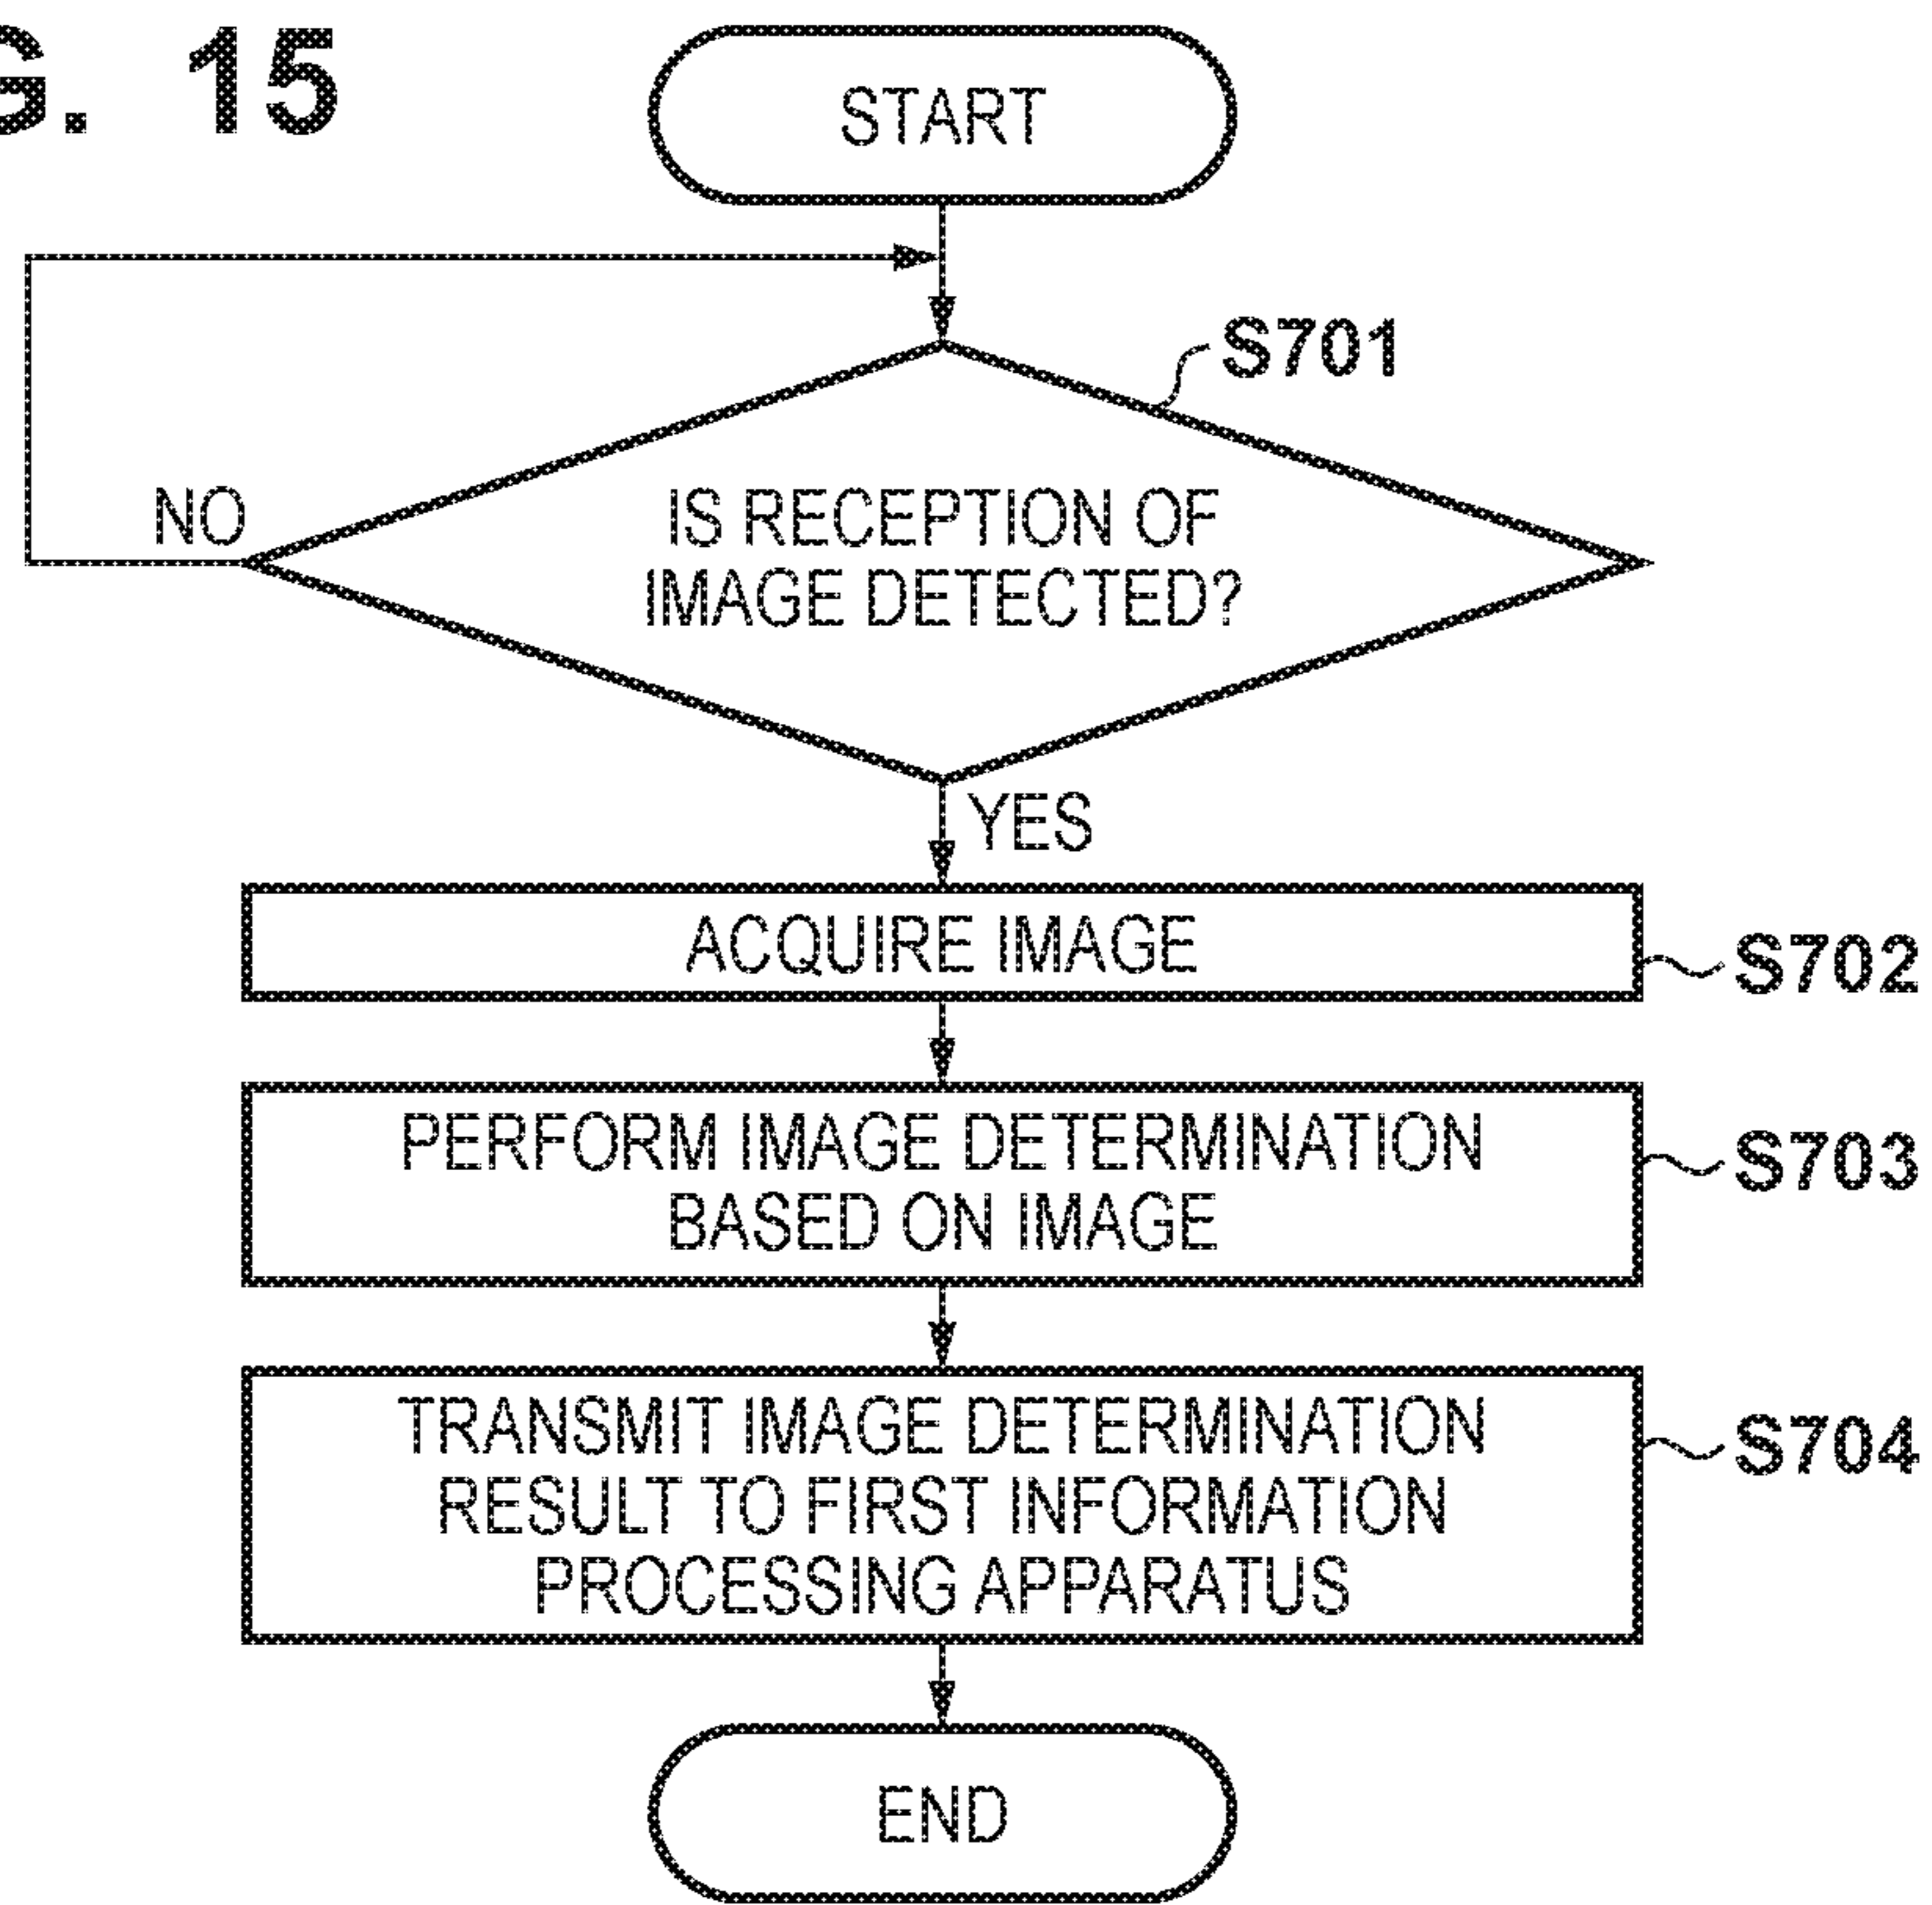 G. 15
START
S701
NO
IS RECEPTION OF
IMAGE DETECTED?
YES
ACQUIRE IMAGE
S702
PERFORM IMAGE DETERMINATION
BASED ON IMAGE
S703
TRANSMIT IMAGE DETERMINATION
RESULT TO FIRST INFORMATION
PROCESSING APPARATUS
S704
END